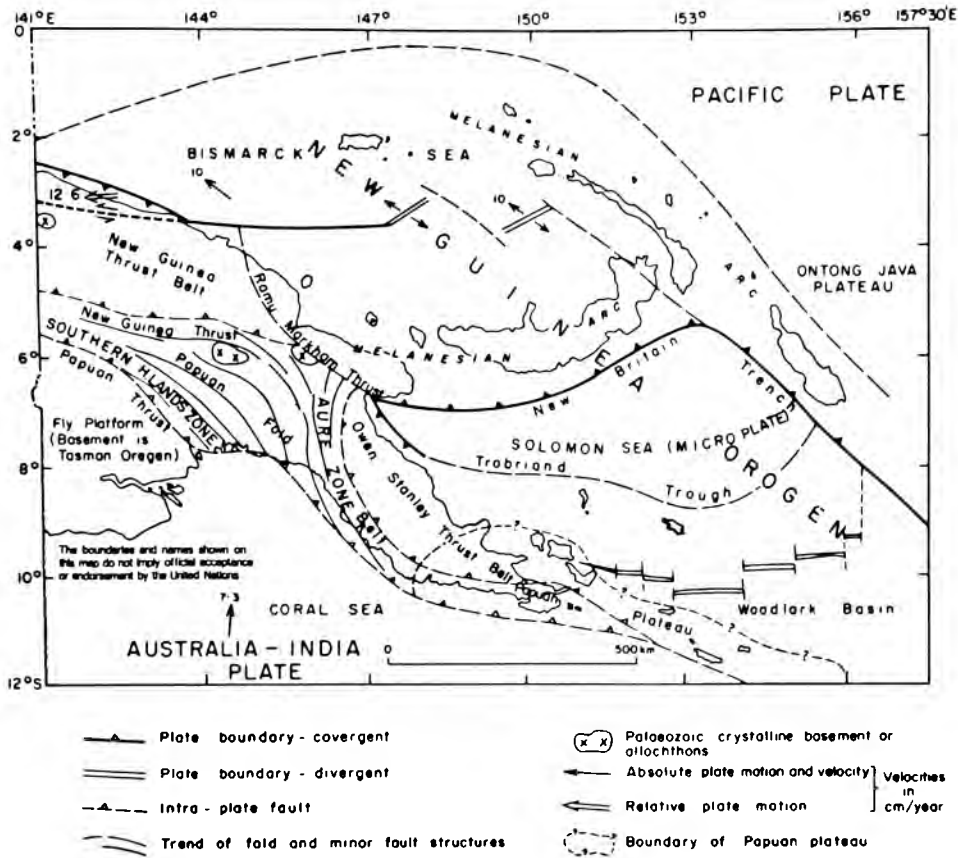 141°E 144° 147° 150° 153° 156° 157°30'E
0
2°
4°
6°
8°
10°
12°S
PACIFIC PLATE
MELANESIAN
BISMARCK SEA
NEW
GUINEA
OROGEN
10
10
12 6
ARC
ONTONG JAVA
PLATEAU
New Guinea
Thrust Belt
Ramu Markham Thrust
MELANESIAN
ARC
New Guinea Thrust
SOUTHERN
H LANDS ZONE
Papuan
Fold
Belt
Papuan
Thrust
AURE
ZONE
New Britain Trench
Fly Platform
(Basement is
Tasman Oregen)
SOLOMON SEA (MICROPLATE)
Trobriand Trough
Owen Stanley
Thrust Belt
The boundaries and names shown on
this map do not imply official acceptance
or endorsement by the United Nations
7·3
CORAL SEA
Papuan
Plateau
Woodlark Basin
AUSTRALIA - INDIA
PLATE
0 500 km
? ? ? ? ?
Plate boundary - covergent
Plate boundary - divergent
Intra - plate fault
Trend of fold and minor fault structures
x x Palaeozoic crystalline basement or
allochthons
Absolute plate motion and velocity
Relative plate motion
Velocities
in
cm/year
Boundary of Papuan plateau